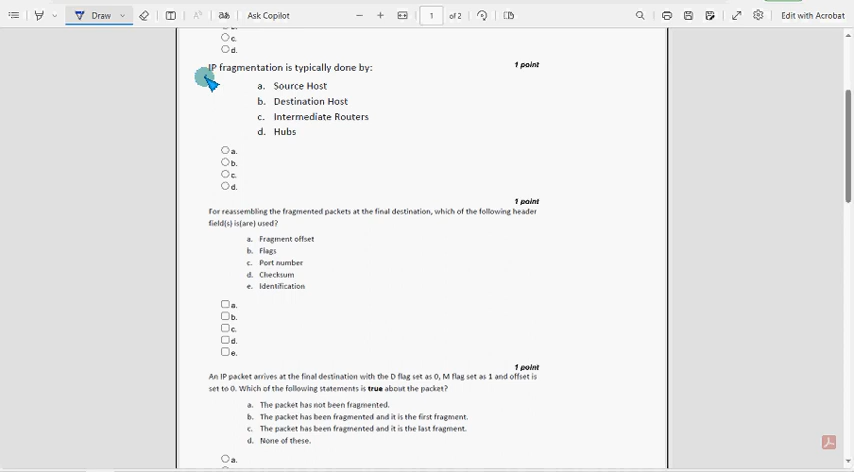 Draw
Ask Copilot
1 of 2
Edit with Acrobat
c.
d.
IP fragmentation is typically done by:
1 point
a. Source Host
b. Destination Host
c. Intermediate Routers
d. Hubs
a.
b.
c.
d.
1 point
For reassembling the fragmented packets at the final destination, which of the following header
field(s) is(are) used?
a. Fragment offset
b. Flags
c. Port number
d. Checksum
e. Identification
a.
b.
c.
d.
e.
1 point
An IP packet arrives at the final destination with the D flag set as 0, M flag set as 1 and offset is
set to 0. Which of the following statements is true about the packet?
a. The packet has not been fragmented.
b. The packet has been fragmented and it is the first fragment.
c. The packet has been fragmented and it is the last fragment.
d. None of these.
a.